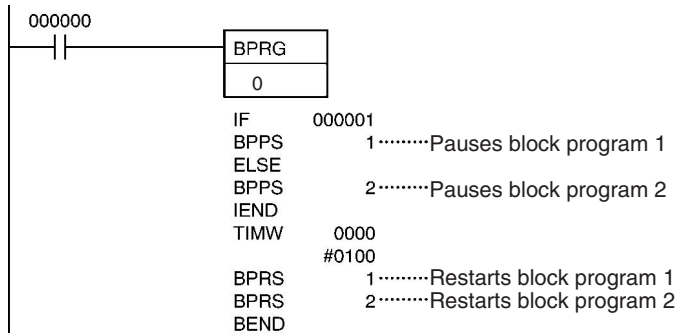 000000
BPRG
0
IF 000001
BPPS 1 ········· Pauses block program 1
ELSE
BPPS 2 ········· Pauses block program 2
IEND
TIMW 0000
#0100
BPRS 1 ········· Restarts block program 1
BPRS 2 ········· Restarts block program 2
BEND